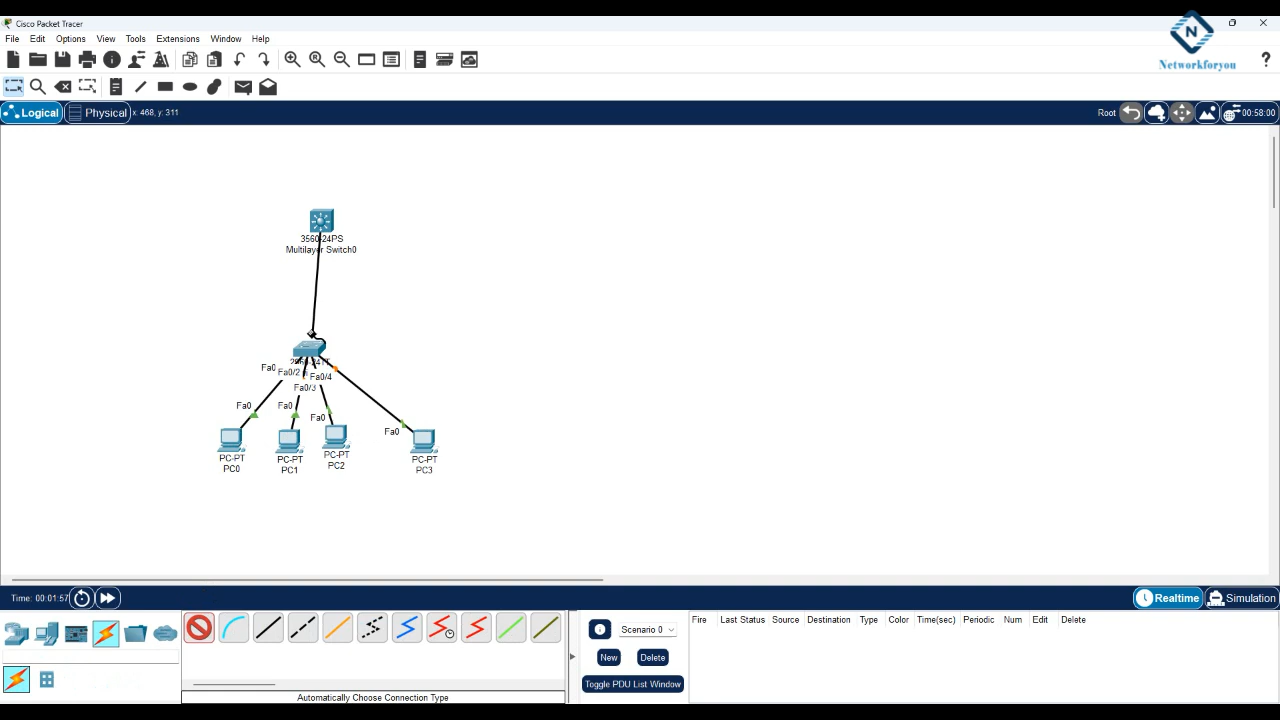 Cisco Packet Tracer
N
Networkforyou
File Edit Options View Tools Extensions Window Help
?
Logical Physical x: 468, y: 311 Root 00:58:00
3560-24PS
Multilayer Switch0
Fa0
Fa0/2
Fa0/4
Fa0/3
Fa0
Fa0
Fa0
Fa0
PC-PT
PC0
PC-PT
PC1
PC-PT
PC2
PC-PT
PC3
Time: 00:01:57 Realtime Simulation
Scenario 0
New Delete
Toggle PDU List Window
Fire Last Status Source Destination Type Color Time(sec) Periodic Num Edit Delete
Automatically Choose Connection Type